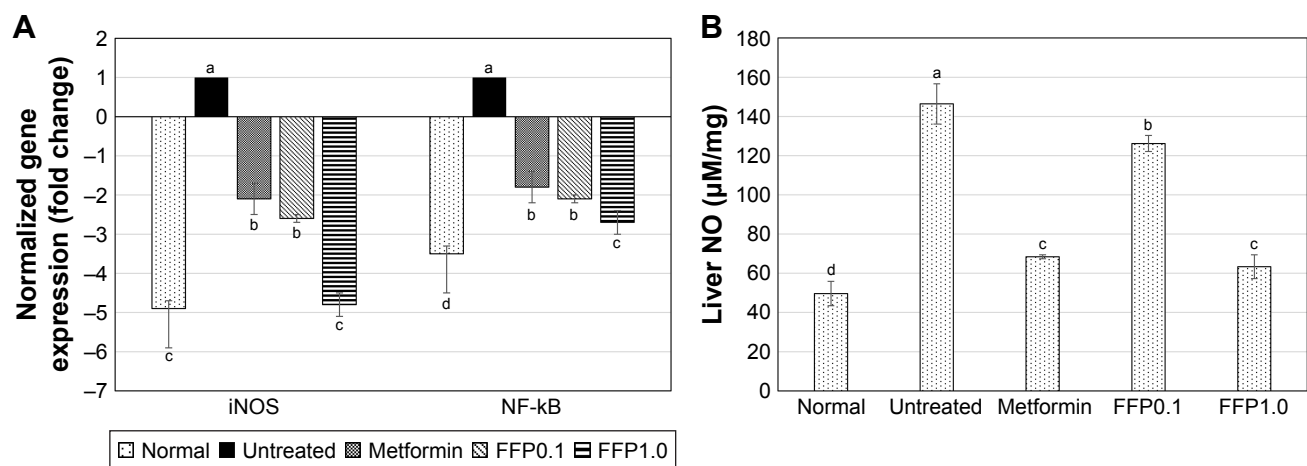 A
Normalized gene
expression (fold change)
2
1
0
–1
–2
–3
–4
–5
–6
–7
a
b
b
c
c
a
b
b
c
d
iNOS
NF-kB
Normal
Untreated
Metformin
FFP0.1
FFP1.0
B
Liver NO (µM/mg)
180
160
140
120
100
80
60
40
20
0
d
a
c
b
c
Normal
Untreated
Metformin
FFP0.1
FFP1.0